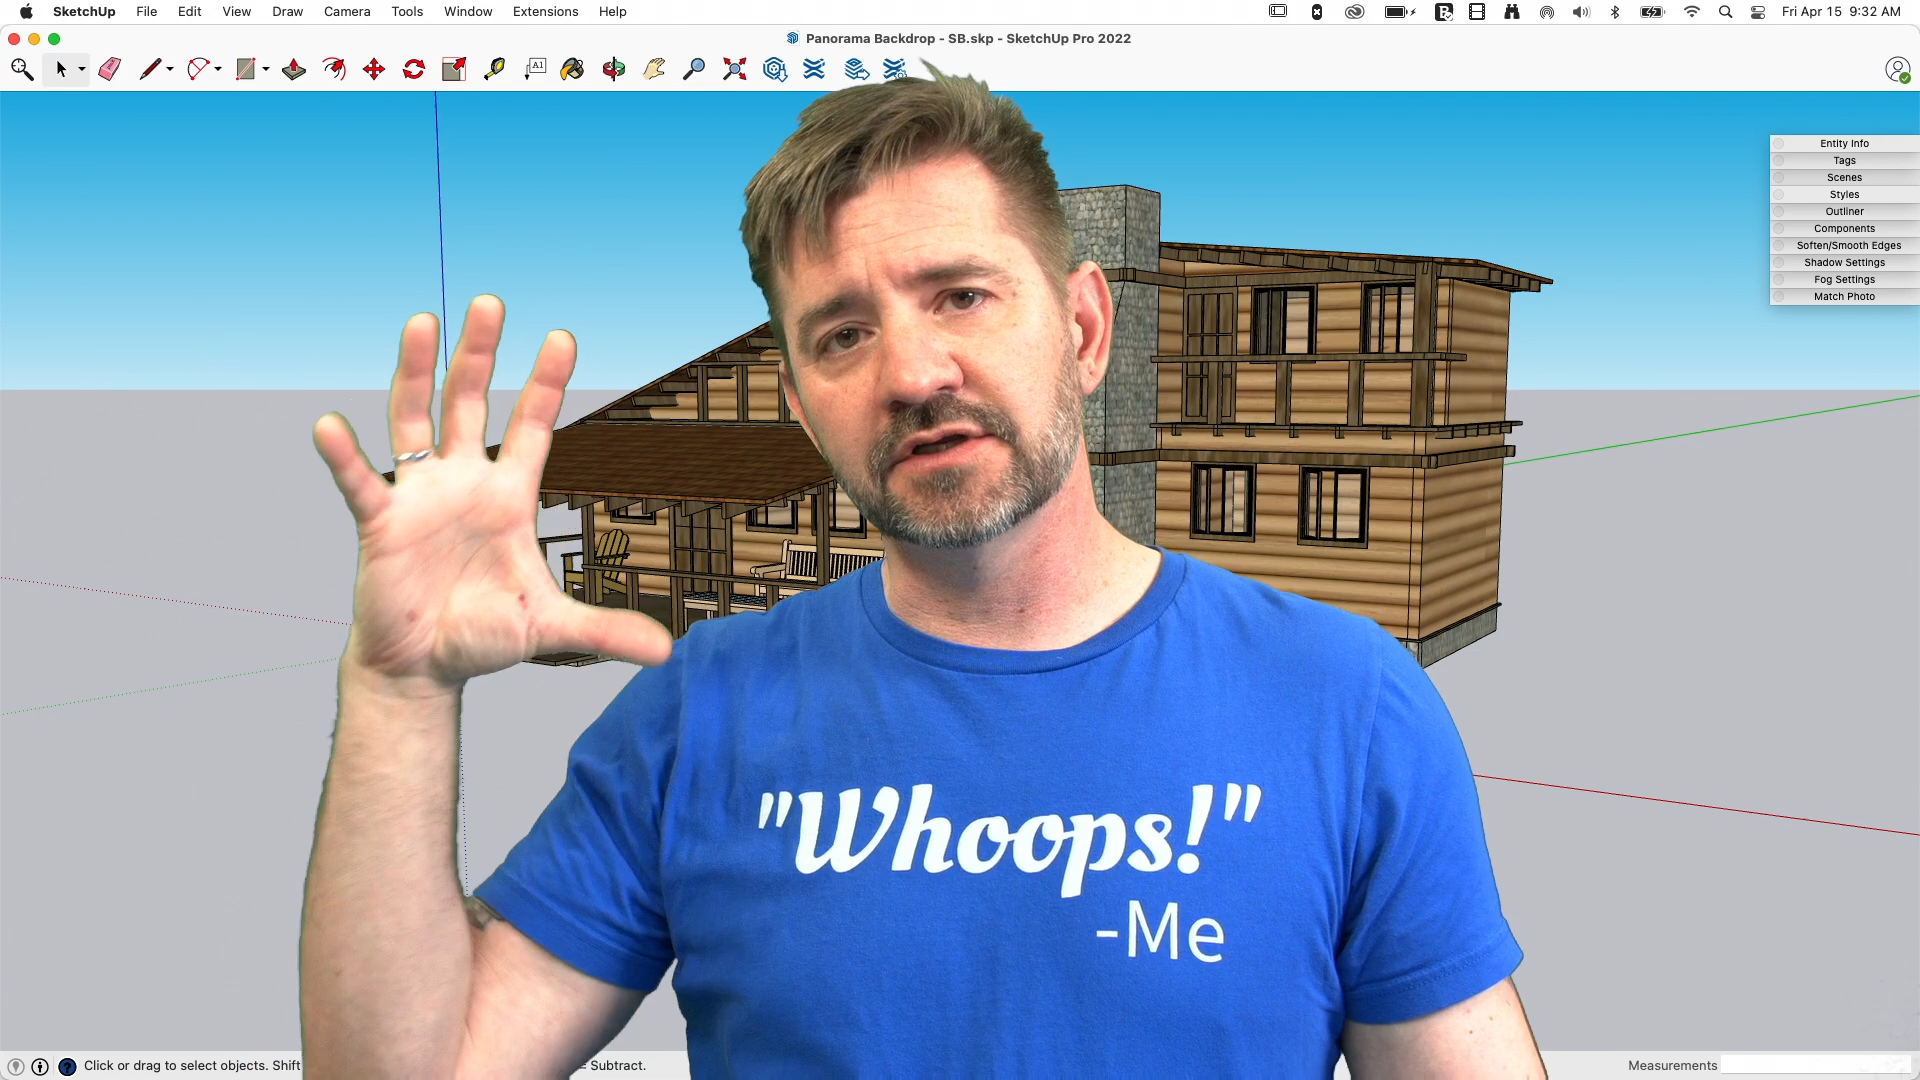 SketchUp File Edit View Draw Camera Tools Window Extensions Help Fri Apr 15 9:32 AM
Panorama Backdrop - SB.skp - SketchUp Pro 2022
A1
Entity Info
Tags
Scenes
Styles
Outliner
Components
Soften/Smooth Edges
Shadow Settings
Fog Settings
Match Photo
"Whoops!"
-Me
Click or drag to select objects. Shift = Subtract.
Measurements